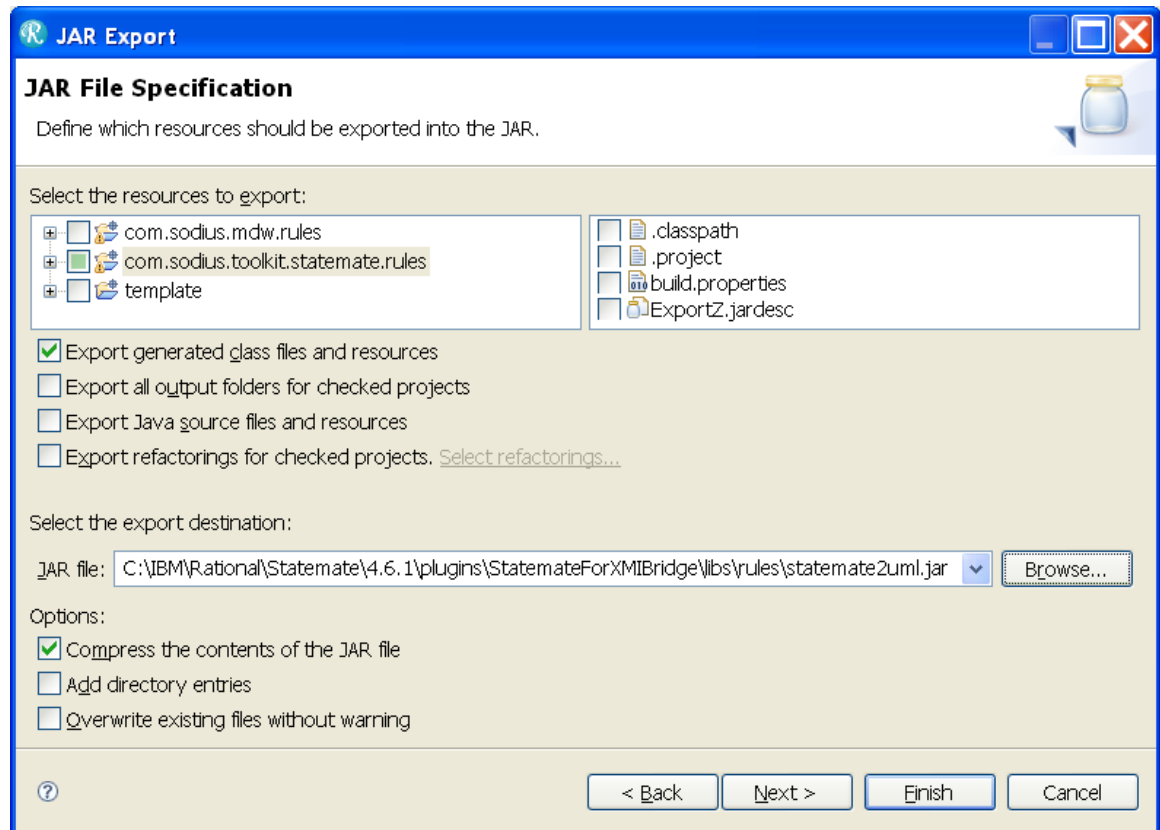 JAR Export
JAR File Specification
Define which resources should be exported into the JAR.
Select the resources to export:
com.sodius.mdw.rules
com.sodius.toolkit.statemate.rules
template
.classpath
.project
build.properties
ExportZ.jardesc
Export generated class files and resources
Export all output folders for checked projects
Export Java source files and resources
Export refactorings for checked projects. Select refactorings...
Select the export destination:
JAR file: C:\IBM\Rational\Statemate\4.6.1\plugins\StatemateForXMIBridge\libs\rules\statemate2uml.jar Browse...
Options:
Compress the contents of the JAR file
Add directory entries
Overwrite existing files without warning
? < Back Next > Finish Cancel